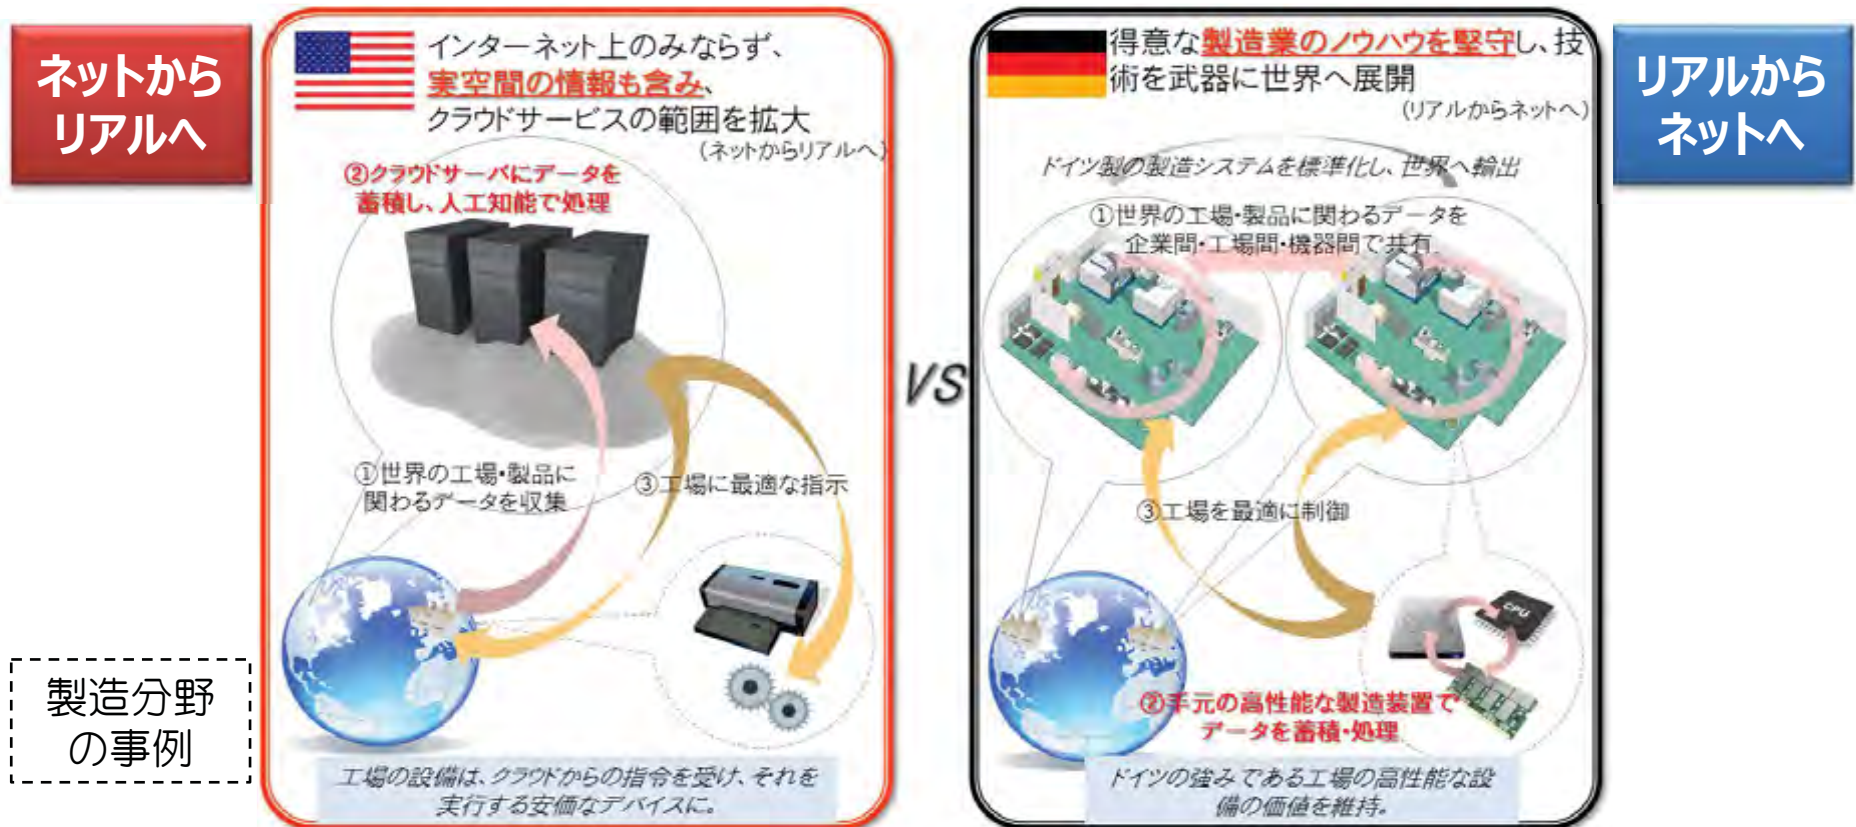 ネットから
リアルへ
インターネット上のみならず、
実空間の情報も含み、
クラウドサービスの範囲を拡大
(ネットからリアルへ)
②クラウドサーバにデータを
蓄積し、人工知能で処理
①世界の工場・製品に
関わるデータを収集
③工場に最適な指示
工場の設備は、クラウドからの指令を受け、それを
実行する安価なデバイスに。
製造分野
の事例
VS
得意な製造業のノウハウを堅守し、技
術を武器に世界へ展開
(リアルからネットへ)
ドイツ製の製造システムを標準化し、世界へ輸出
①世界の工場・製品に関わるデータを
企業間・工場間・機器間で共有
③工場を最適に制御
CPU
②手元の高性能な製造装置で
データを蓄積・処理
ドイツの強みである工場の高性能な設
備の価値を維持。
リアルから
ネットへ